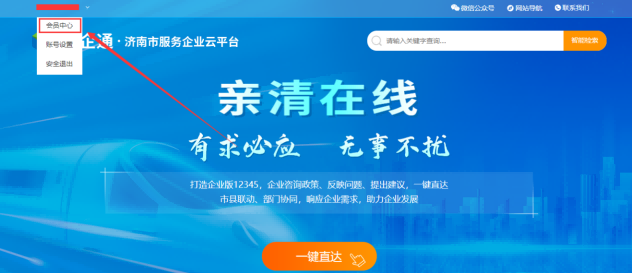 微信公众号 网站导航 联系我们
会员中心
账号设置
安全退出
企通·济南市服务企业云平台
请输入关键字查询... 智能检索
亲清在线
有求必应 无事不扰
打造企业版12345，企业咨询政策、反映问题、提出建议，一键直达
市县联动、部门协同，响应企业需求，助力企业发展
一键直达